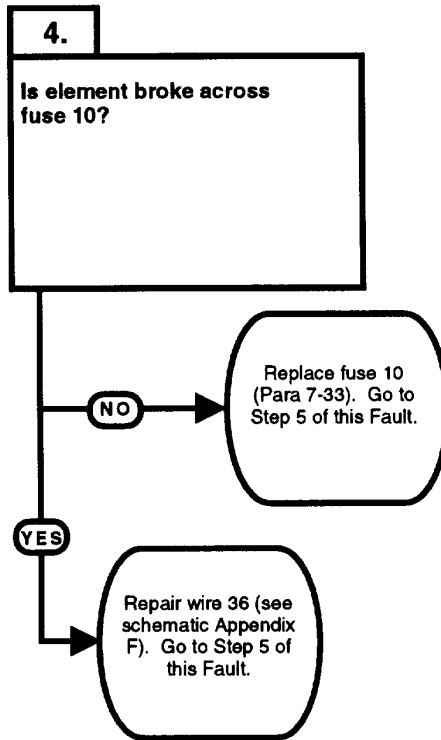 4.
Is element broke across
fuse 10?
Replace fuse 10
(Para 7-33). Go to
Step 5 of this Fault.
NO
YES
Repair wire 36 (see
schematic Appendix
F). Go to Step 5 of
this Fault.